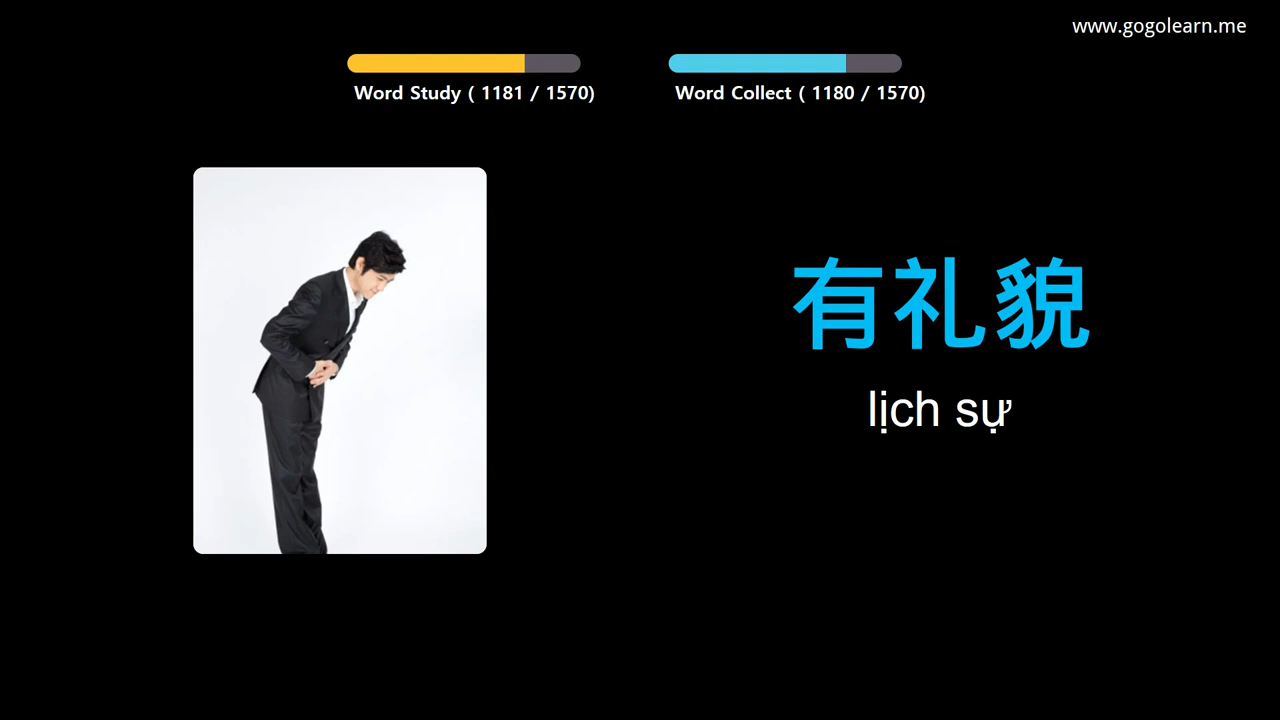 www.gogolearn.me
Word Study ( 1181 / 1570)
Word Collect ( 1180 / 1570)
有礼貌
lịch sự